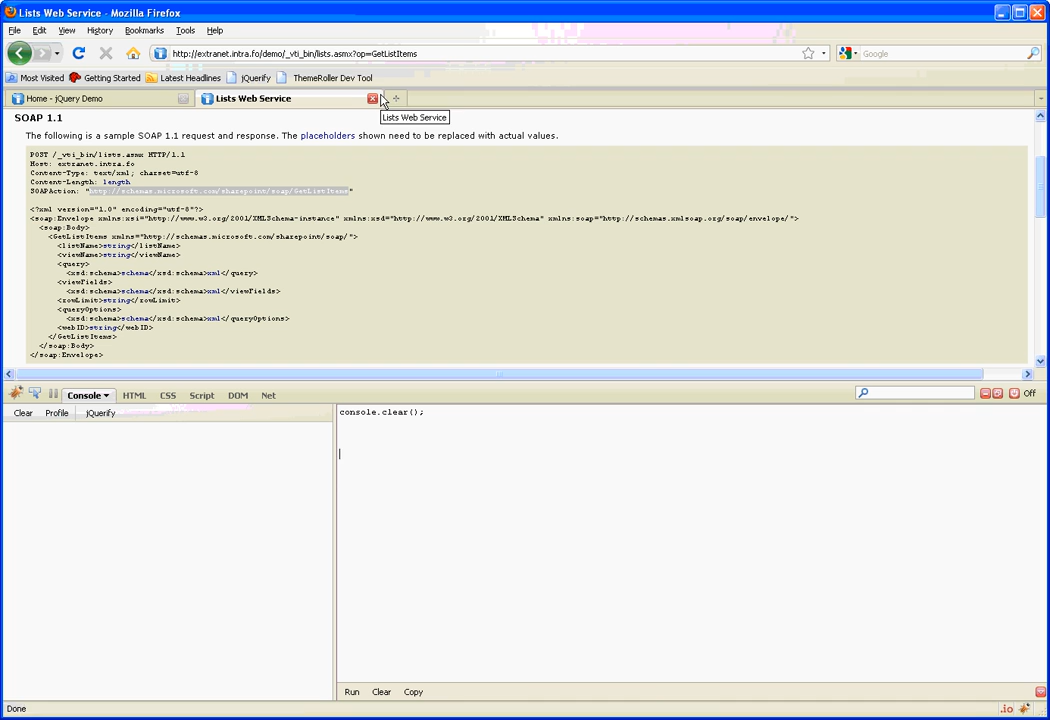 Lists Web Service - Mozilla Firefox
File Edit View History Bookmarks Tools Help
http://extranet.intra.fo/demo/_vti_bin/lists.asmx?op=GetListItems
Google
Most Visited Getting Started Latest Headlines jQuerify ThemeRoller Dev Tool
Home - jQuery Demo Lists Web Service
Lists Web Service
SOAP 1.1
The following is a sample SOAP 1.1 request and response. The placeholders shown need to be replaced with actual values.
POST /_vti_bin/lists.asmx HTTP/1.1
Host: extranet.intra.fo
Content-Type: text/xml; charset=utf-8
Content-Length: length
SOAPAction: "http://schemas.microsoft.com/sharepoint/soap/GetListItems"
<?xml version="1.0" encoding="utf-8"?>
<soap:Envelope xmlns:xsi="http://www.w3.org/2001/XMLSchema-instance" xmlns:xsd="http://www.w3.org/2001/XMLSchema" xmlns:soap="http://schemas.xmlsoap.org/soap/envelope/">
<soap:Body>
<GetListItems xmlns="http://schemas.microsoft.com/sharepoint/soap/">
<listName>string</listName>
<viewName>string</viewName>
<query>
<xsd:schema>schema</xsd:schema>xml</query>
<viewFields>
<xsd:schema>schema</xsd:schema>xml</viewFields>
<rowLimit>string</rowLimit>
<queryOptions>
<xsd:schema>schema</xsd:schema>xml</queryOptions>
<webID>string</webID>
</GetListItems>
</soap:Body>
</soap:Envelope>
Console HTML CSS Script DOM Net Off
Clear Profile jQuerify
console.clear();
Run Clear Copy
Done .io